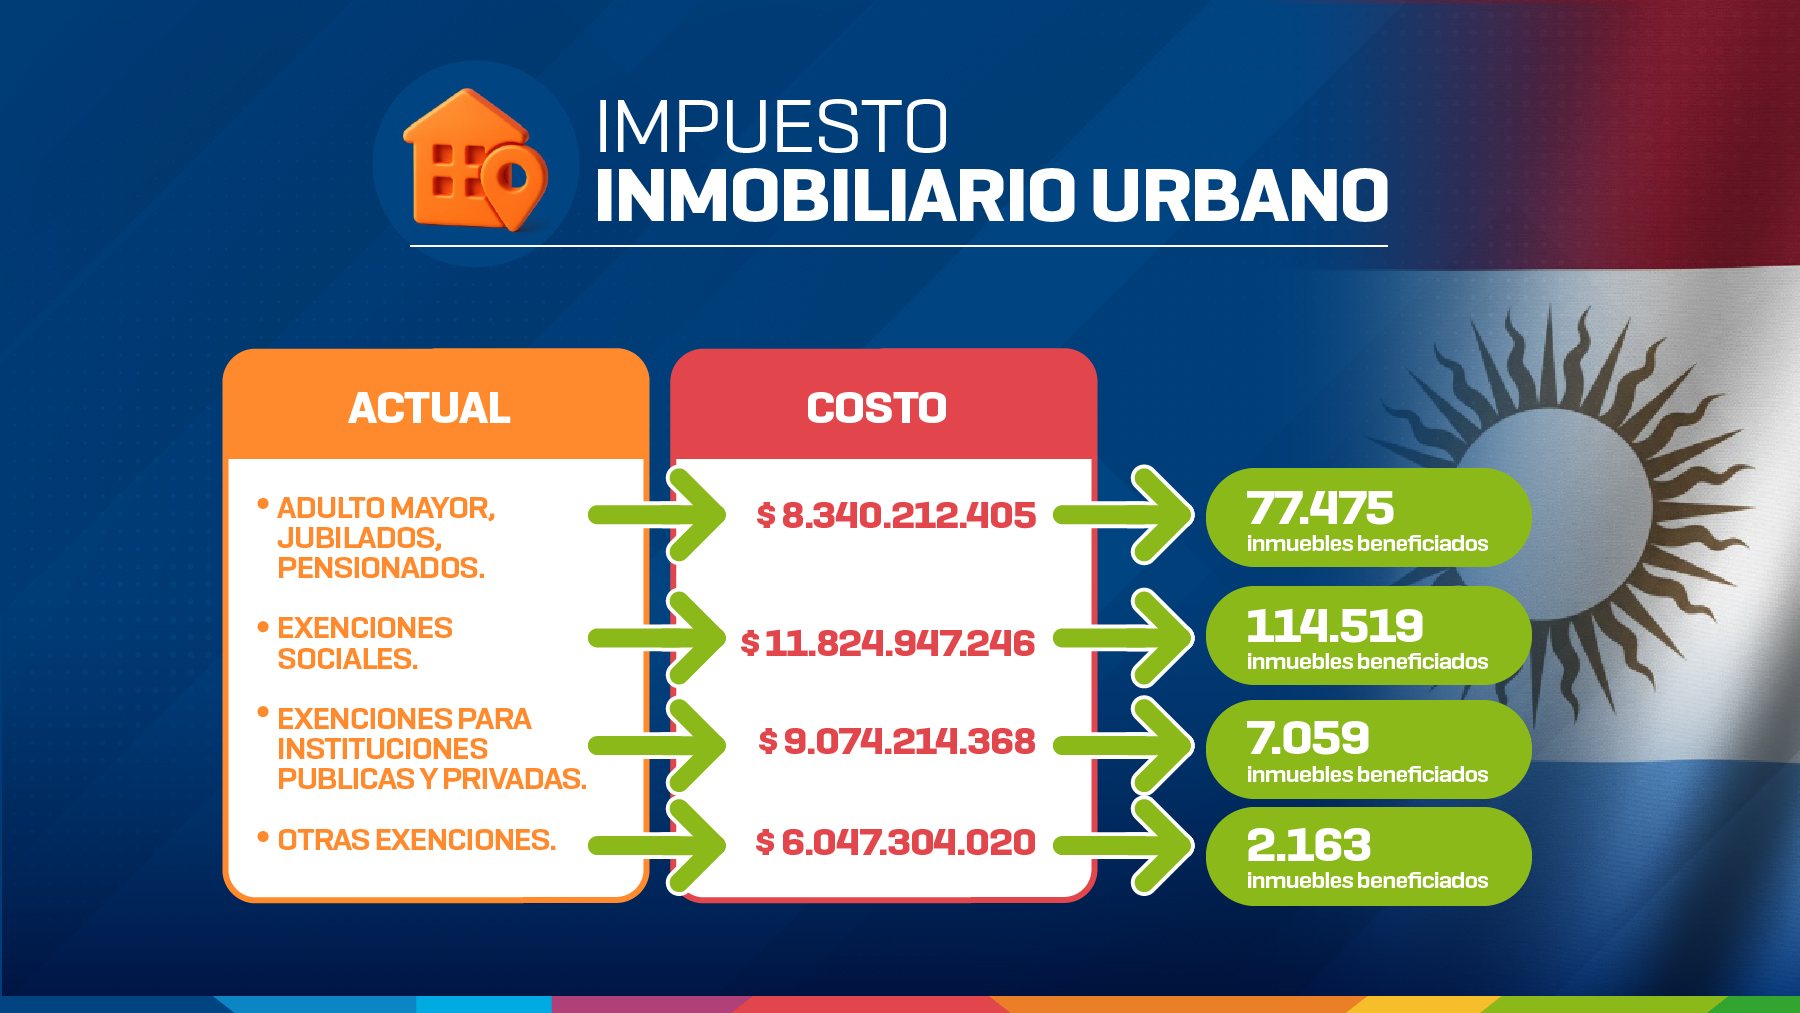 IMPUESTO
INMOBILIARIO URBANO
ACTUAL
COSTO
• ADULTO MAYOR,
JUBILADOS,
PENSIONADOS.
$ 8.340.212.405
77.475
inmuebles beneficiados
• EXENCIONES
SOCIALES.
$ 11.824.947.246
114.519
inmuebles beneficiados
• EXENCIONES PARA
INSTITUCIONES
PUBLICAS Y PRIVADAS.
$ 9.074.214.368
7.059
inmuebles beneficiados
• OTRAS EXENCIONES.
$ 6.047.304.020
2.163
inmuebles beneficiados